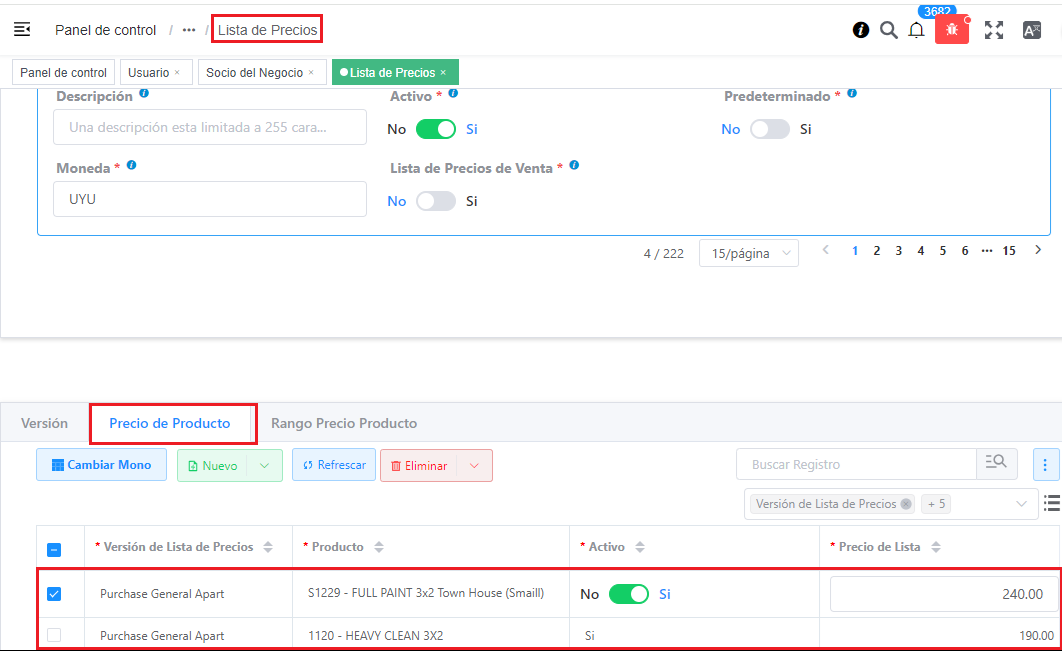 3682
Panel de control / ••• / Lista de Precios
Panel de control Usuario × Socio del Negocio × Lista de Precios ×
Descripción Activo * Predeterminado *
Una descripción esta limitada a 255 cara... No Si No Si
Moneda * Lista de Precios de Venta *
UYU No Si
4 / 222 15/página 1 2 3 4 5 6 ••• 15
Versión Precio de Producto Rango Precio Producto
Cambiar Mono Nuevo Refrescar Eliminar Buscar Registro
Versión de Lista de Precios + 5
* Versión de Lista de Precios * Producto * Activo * Precio de Lista
Purchase General Apart S1229 - FULL PAINT 3x2 Town House (Smaill) No Si 240.00
Purchase General Apart 1120 - HEAVY CLEAN 3X2 Si 190.00